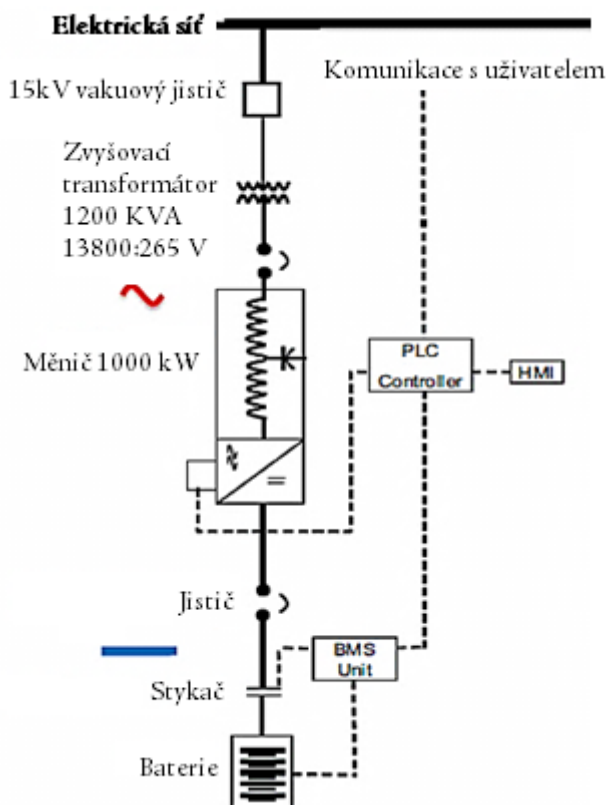 Elektrická síť
Komunikace s uživatelem
15kV vakuový jistič
Zvyšovací
transformátor
1200 KVA
13800:265 V
Měnič 1000 kW
PLC
Controller
HMI
Jistič
BMS
Unit
Stykač
Baterie